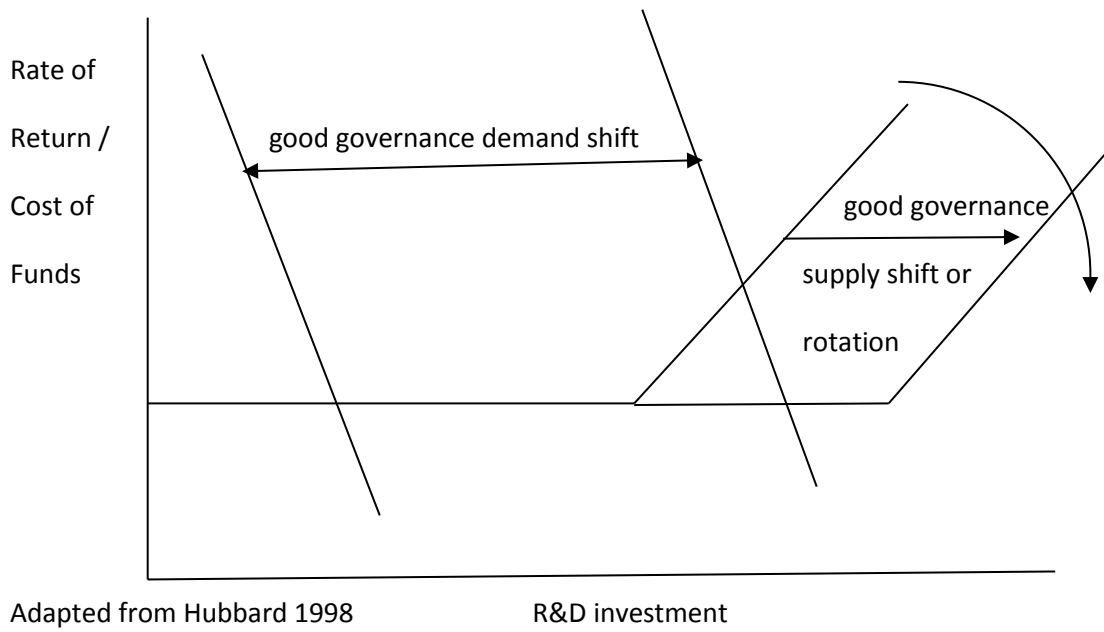 Rate of
Return /
Cost of
Funds
good governance demand shift
good governance
supply shift or
rotation
Adapted from Hubbard 1998
R&D investment